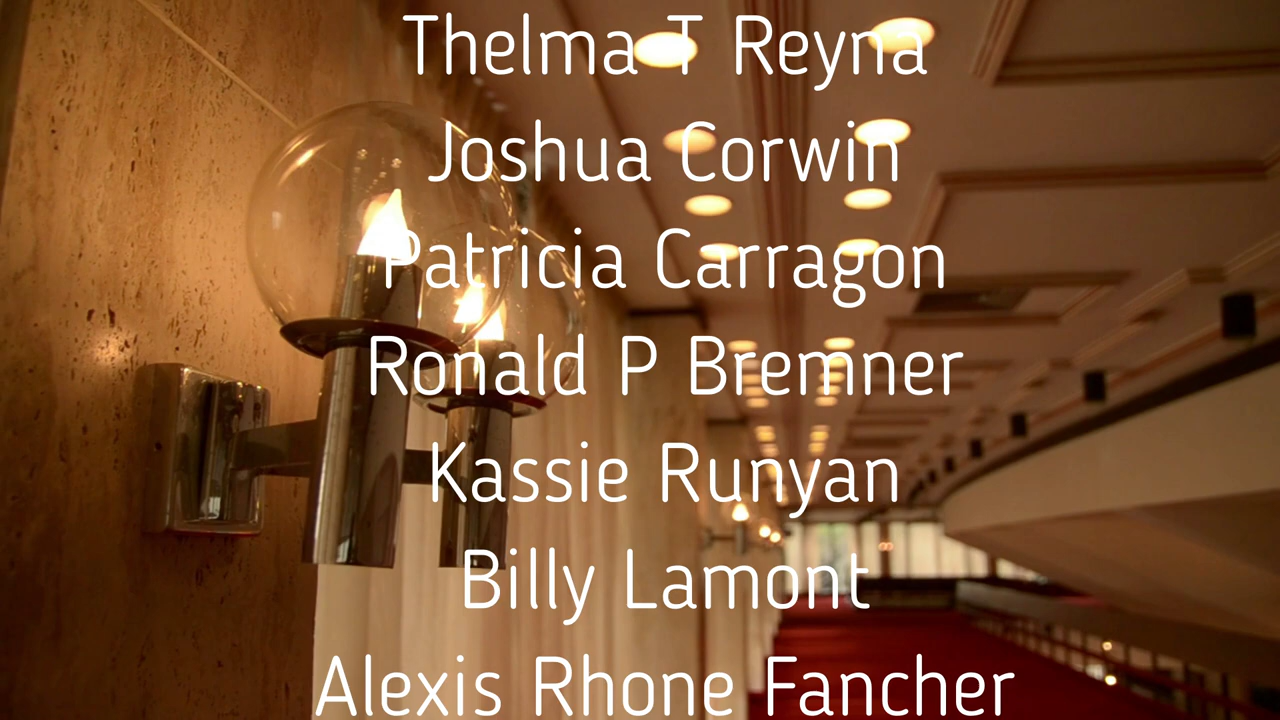 Thelma T Reyna
Joshua Corwin
Patricia Carragon
Ronald P Bremner
Kassie Runyan
Billy Lamont
Alexis Rhone Fancher